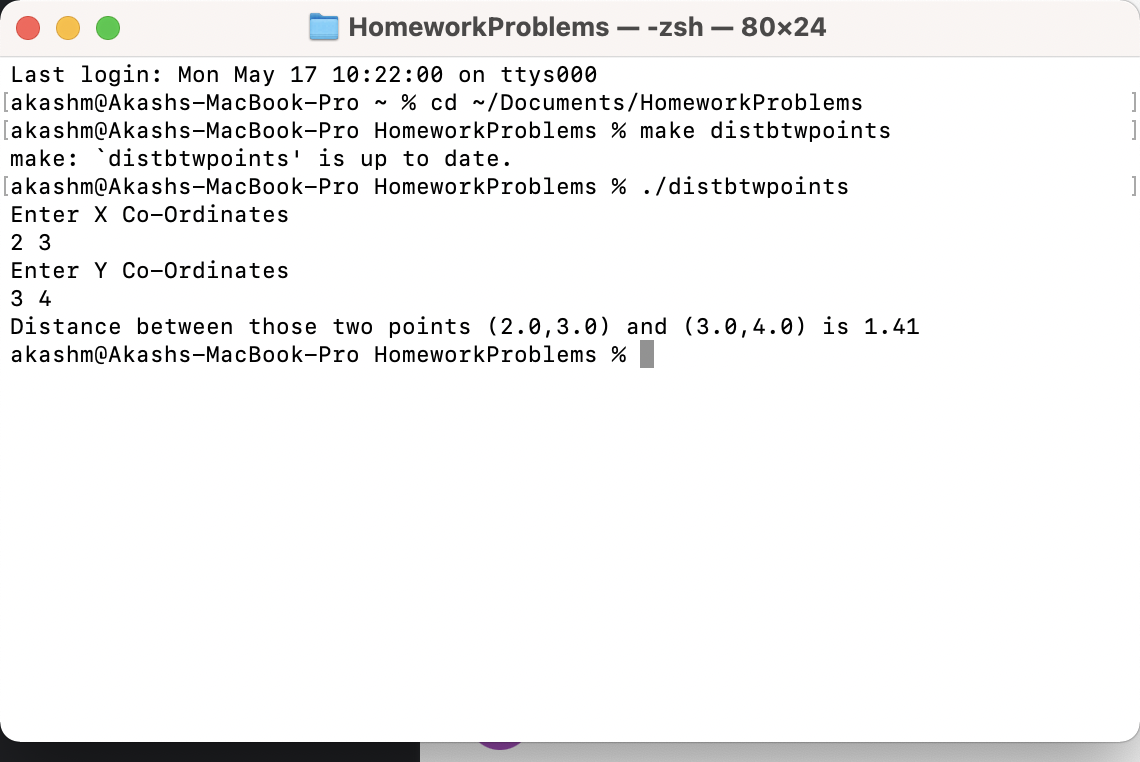 HomeworkProblems — -zsh — 80×24
Last login: Mon May 17 10:22:00 on ttys000
[akashm@Akashs-MacBook-Pro ~ % cd ~/Documents/HomeworkProblems ]
[akashm@Akashs-MacBook-Pro HomeworkProblems % make distbtwpoints ]
make: `distbtwpoints' is up to date.
[akashm@Akashs-MacBook-Pro HomeworkProblems % ./distbtwpoints ]
Enter X Co-Ordinates
2 3
Enter Y Co-Ordinates
3 4
Distance between those two points (2.0,3.0) and (3.0,4.0) is 1.41
akashm@Akashs-MacBook-Pro HomeworkProblems %